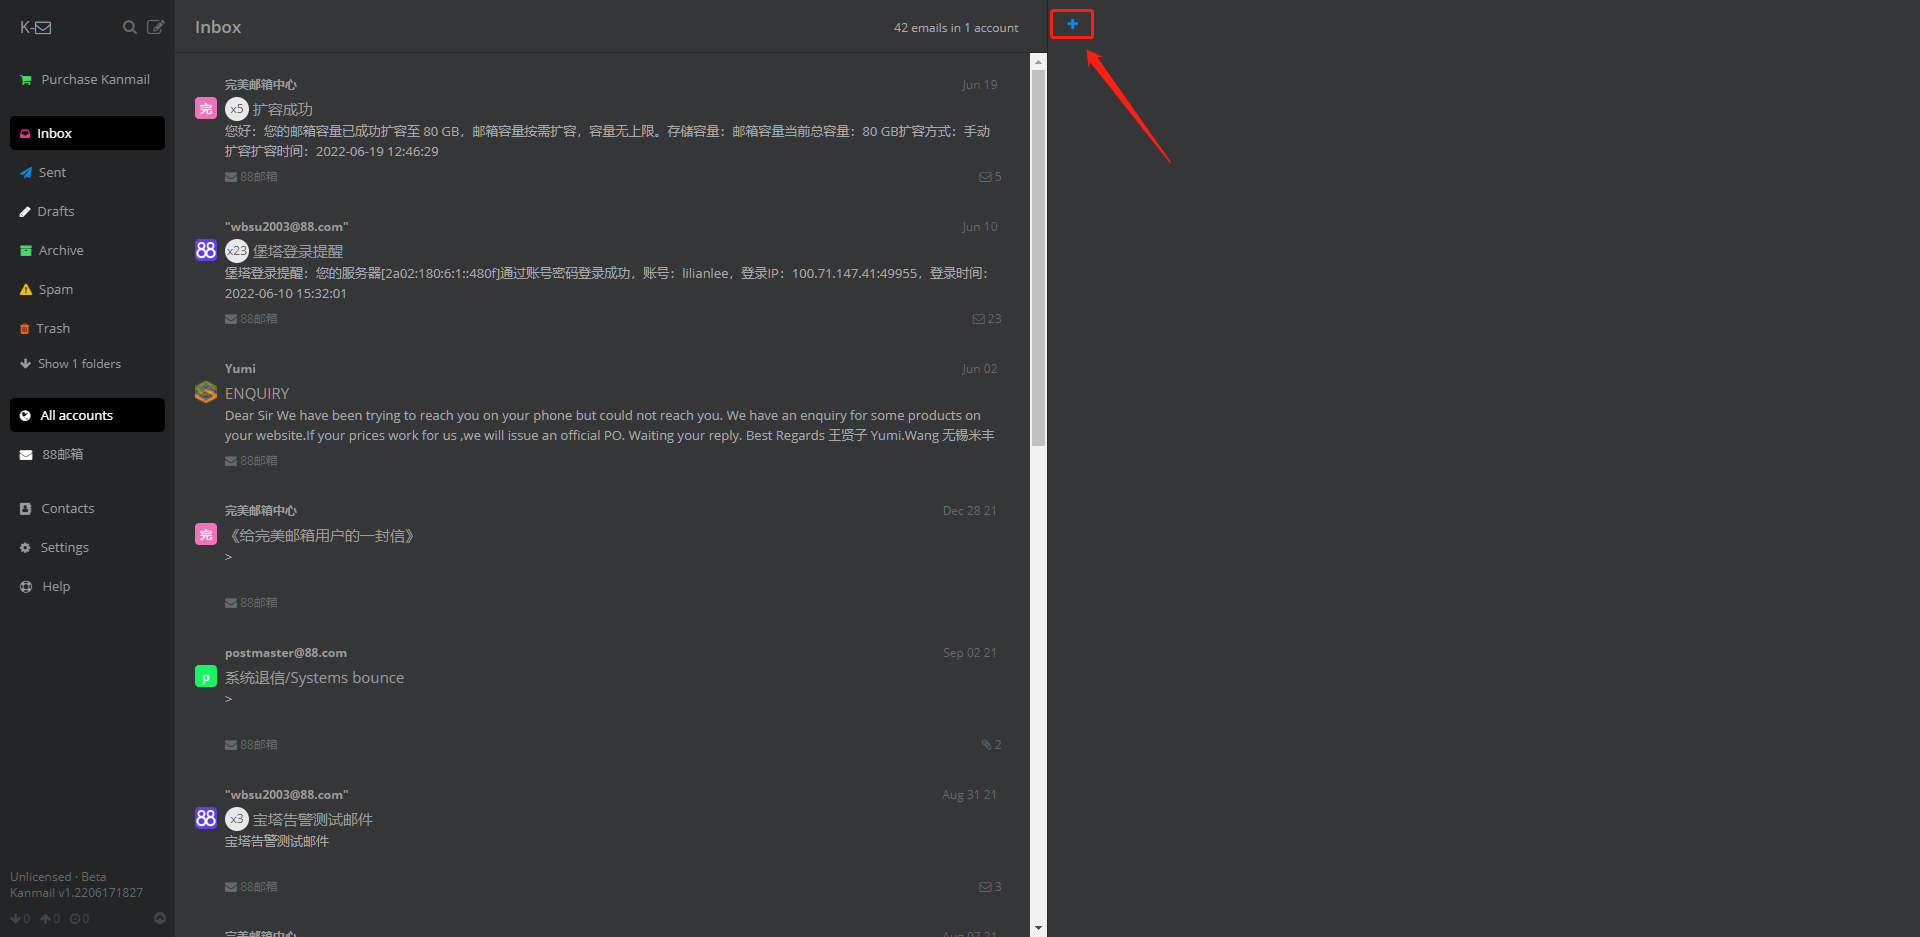 K-
Purchase Kanmail
Inbox
Sent
Drafts
Archive
Spam
Trash
Show 1 folders
All accounts
88邮箱
Contacts
Settings
Help
Unlicensed · Beta
Kanmail v1.2206171827
0 0 0
Inbox
42 emails in 1 account
完美邮箱中心
Jun 19
完
x5 扩容成功
您好：您的邮箱容量已成功扩容至 80 GB，邮箱容量按需扩容，容量无上限。存储容量：邮箱容量当前总容量：80 GB扩容方式：手动
扩容扩容时间：2022-06-19 12:46:29
88邮箱
5
"wbsu2003@88.com"
Jun 10
88
x23 堡塔登录提醒
堡塔登录提醒：您的服务器[2a02:180:6:1::480f]通过账号密码登录成功，账号：lilianlee，登录IP：100.71.147.41:49955，登录时间：
2022-06-10 15:32:01
88邮箱
23
Yumi
Jun 02
ENQUIRY
Dear Sir We have been trying to reach you on your phone but could not reach you. We have an enquiry for some products on
your website.If your prices work for us ,we will issue an official PO. Waiting your reply. Best Regards 王贤子 Yumi.Wang 无锡米丰
88邮箱
完美邮箱中心
Dec 28 21
完
《给完美邮箱用户的一封信》
>
88邮箱
postmaster@88.com
Sep 02 21
p
系统退信/Systems bounce
>
88邮箱
2
"wbsu2003@88.com"
Aug 31 21
88
x3 宝塔告警测试邮件
宝塔告警测试邮件
88邮箱
3
完美邮箱中心
Aug 07 21